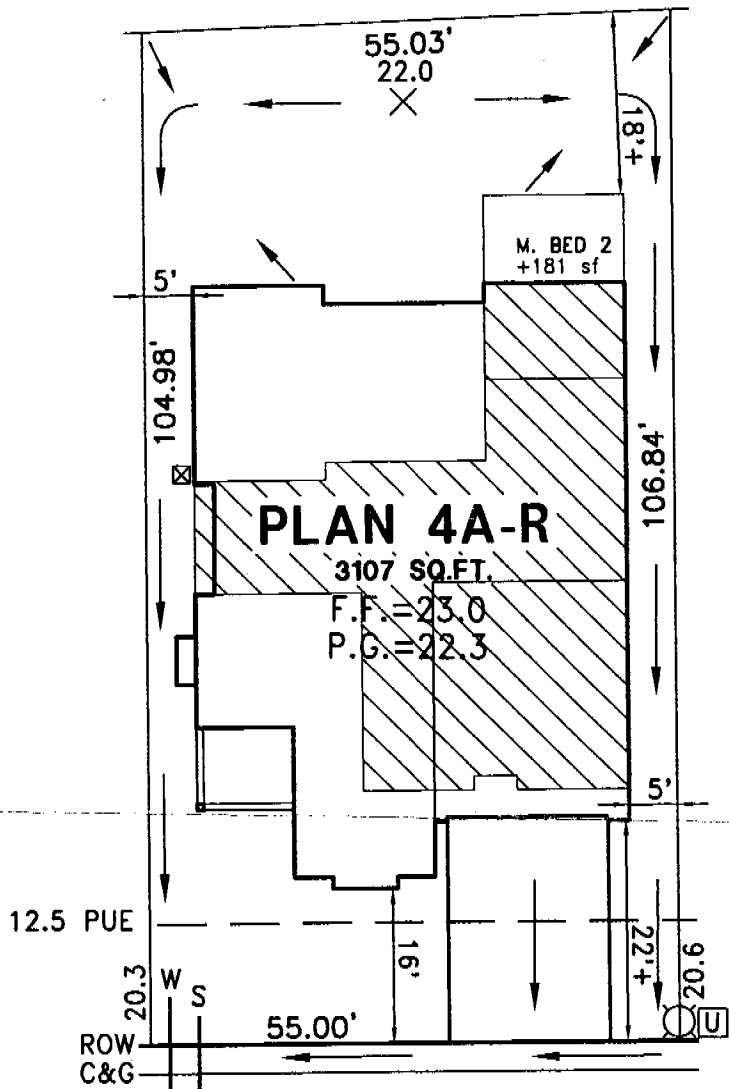 55.03'
22.0
18'+
M. BED 2
+181 sf
5'
104.98'
106.84'
PLAN 4A-R
3107 SQ.FT.
F.F.=23.0
P.G.=22.3
5'
12.5 PUE
16'
22'+
20.3
W
S
20.6
55.00'
U
ROW
C&G